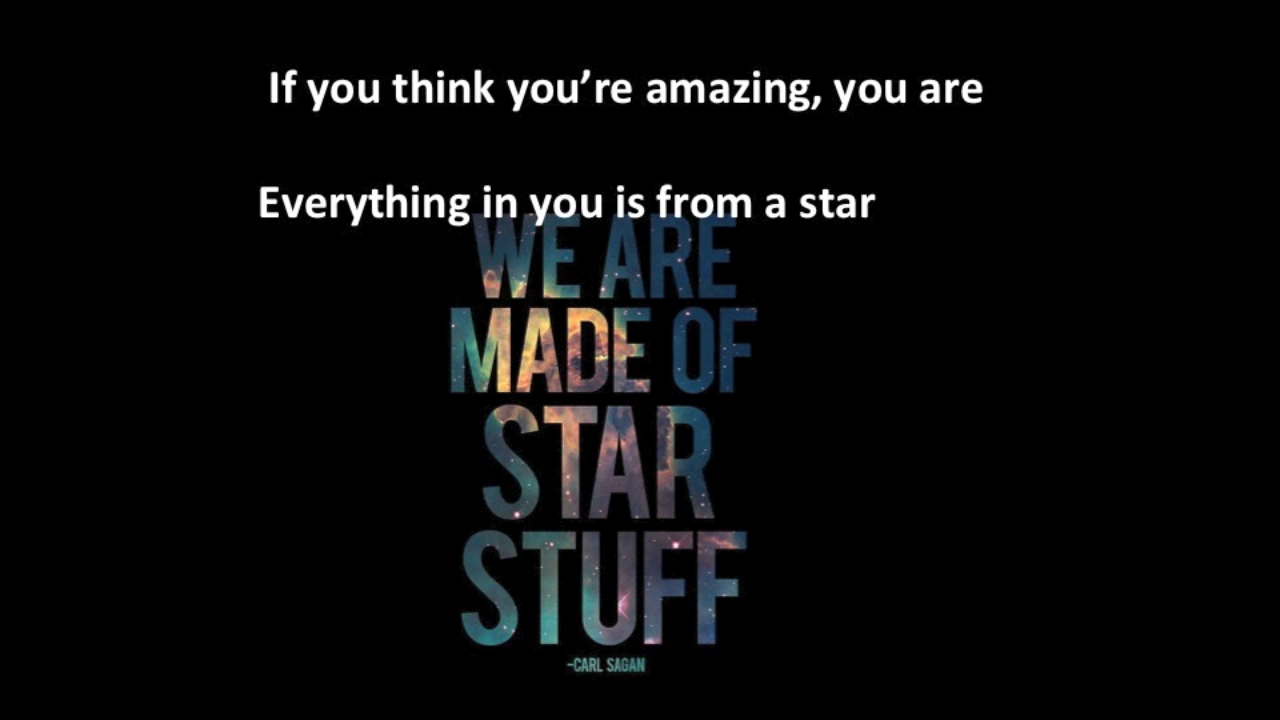 If you think you’re amazing, you are
Everything in you is from a star
WE ARE
MADE OF
STAR
STUFF
-CARL SAGAN